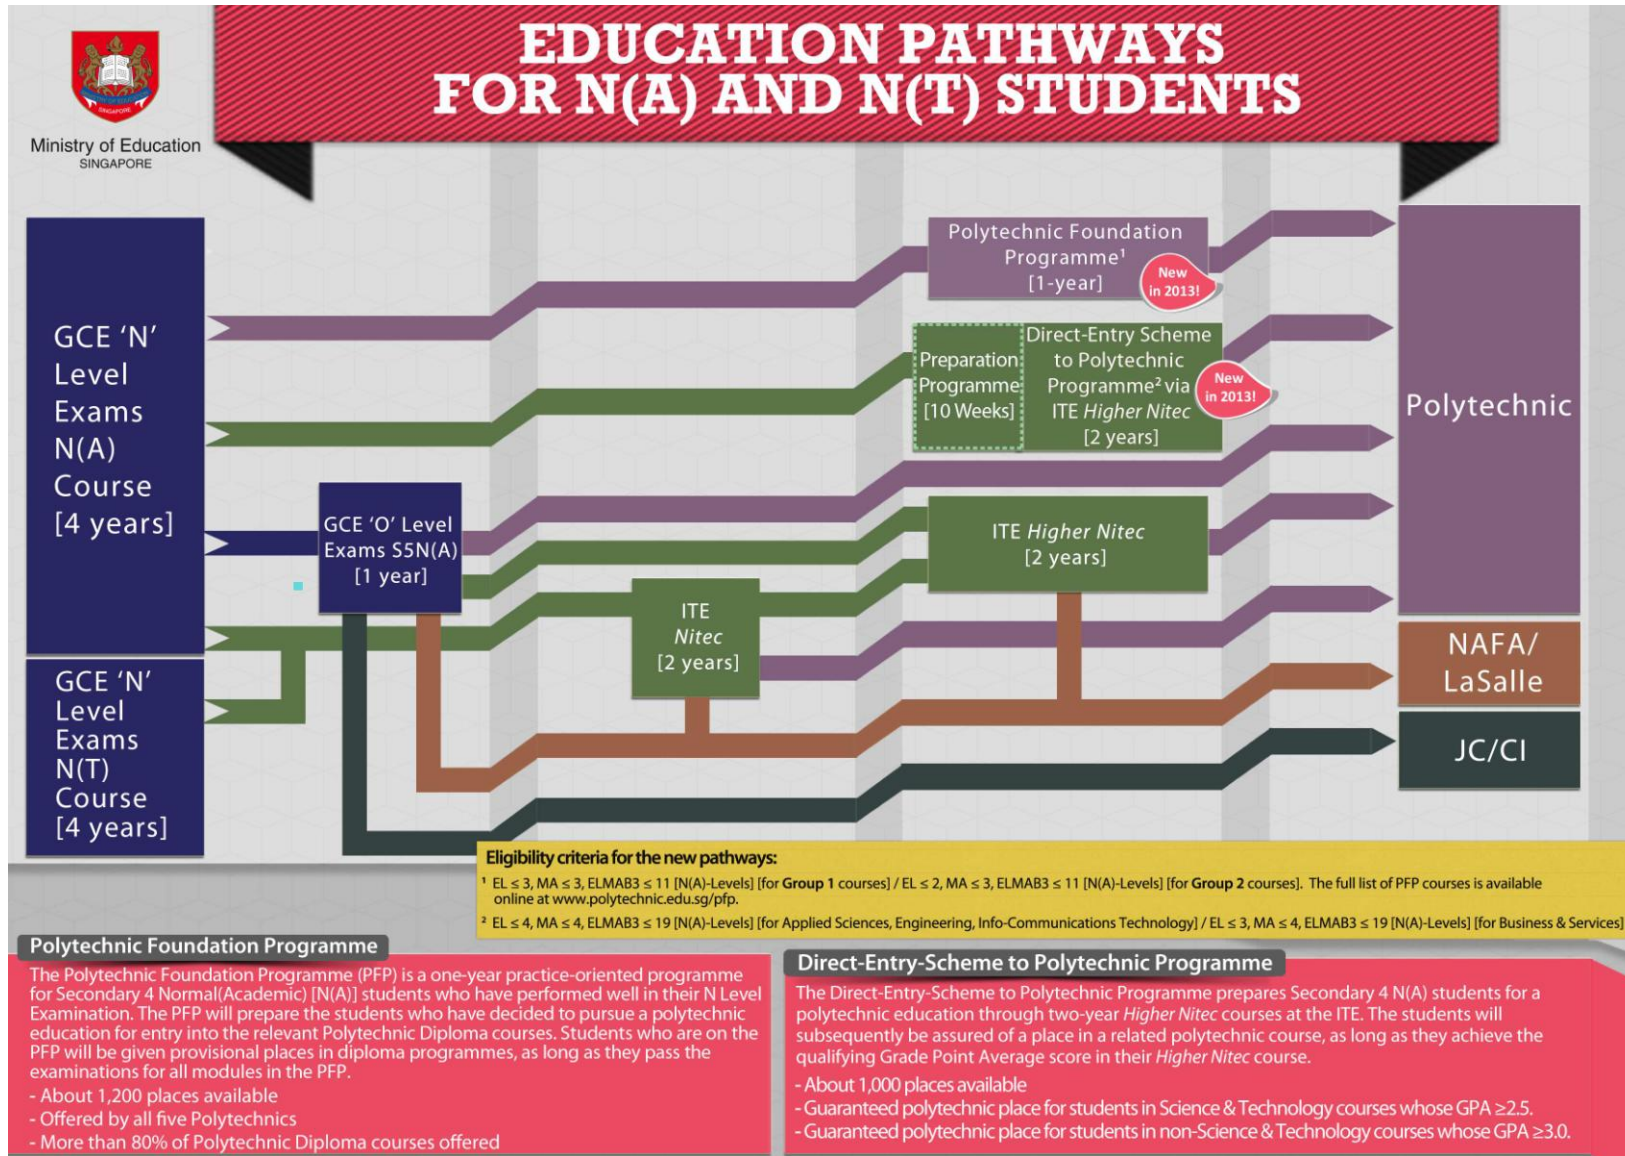 EDUCATION PATHWAYS
FOR N(A) AND N(T) STUDENTS
Ministry of Education
SINGAPORE
GCE ‘N’
Level
Exams
N(A)
Course
[4 years]
GCE ‘N’
Level
Exams
N(T)
Course
[4 years]
GCE ‘O’ Level
Exams S5N(A)
[1 year]
ITE
Nitec
[2 years]
Polytechnic Foundation
Programme¹
[1-year]
New
in 2013!
Preparation
Programme
[10 Weeks]
Direct-Entry Scheme
to Polytechnic
Programme² via
ITE Higher Nitec
[2 years]
New
in 2013!
ITE Higher Nitec
[2 years]
Polytechnic
NAFA/
LaSalle
JC/CI
Eligibility criteria for the new pathways:
¹ EL ≤ 3, MA ≤ 3, ELMAB3 ≤ 11 [N(A)-Levels] [for Group 1 courses] / EL ≤ 2, MA ≤ 3, ELMAB3 ≤ 11 [N(A)-Levels] [for Group 2 courses]. The full list of PFP courses is available
online at www.polytechnic.edu.sg/pfp.
² EL ≤ 4, MA ≤ 4, ELMAB3 ≤ 19 [N(A)-Levels] [for Applied Sciences, Engineering, Info-Communications Technology] / EL ≤ 3, MA ≤ 4, ELMAB3 ≤ 19 [N(A)-Levels] [for Business & Services]
Polytechnic Foundation Programme
The Polytechnic Foundation Programme (PFP) is a one-year practice-oriented programme
for Secondary 4 Normal(Academic) [N(A)] students who have performed well in their N Level
Examination. The PFP will prepare the students who have decided to pursue a polytechnic
education for entry into the relevant Polytechnic Diploma courses. Students who are on the
PFP will be given provisional places in diploma programmes, as long as they pass the
examinations for all modules in the PFP.
- About 1,200 places available
- Offered by all five Polytechnics
- More than 80% of Polytechnic Diploma courses offered
Direct-Entry-Scheme to Polytechnic Programme
The Direct-Entry-Scheme to Polytechnic Programme prepares Secondary 4 N(A) students for a
polytechnic education through two-year Higher Nitec courses at the ITE. The students will
subsequently be assured of a place in a related polytechnic course, as long as they achieve the
qualifying Grade Point Average score in their Higher Nitec course.
- About 1,000 places available
- Guaranteed polytechnic place for students in Science & Technology courses whose GPA ≥2.5.
- Guaranteed polytechnic place for students in non-Science & Technology courses whose GPA ≥3.0.